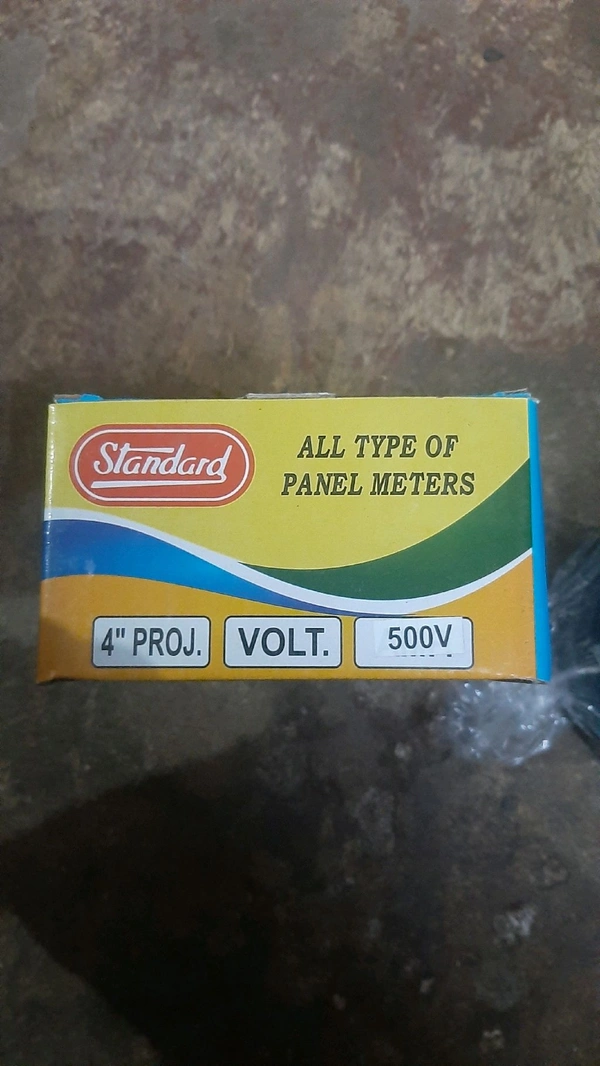 Standard
ALL TYPE OF
PANEL METERS
4" PROJ. VOLT. 500V